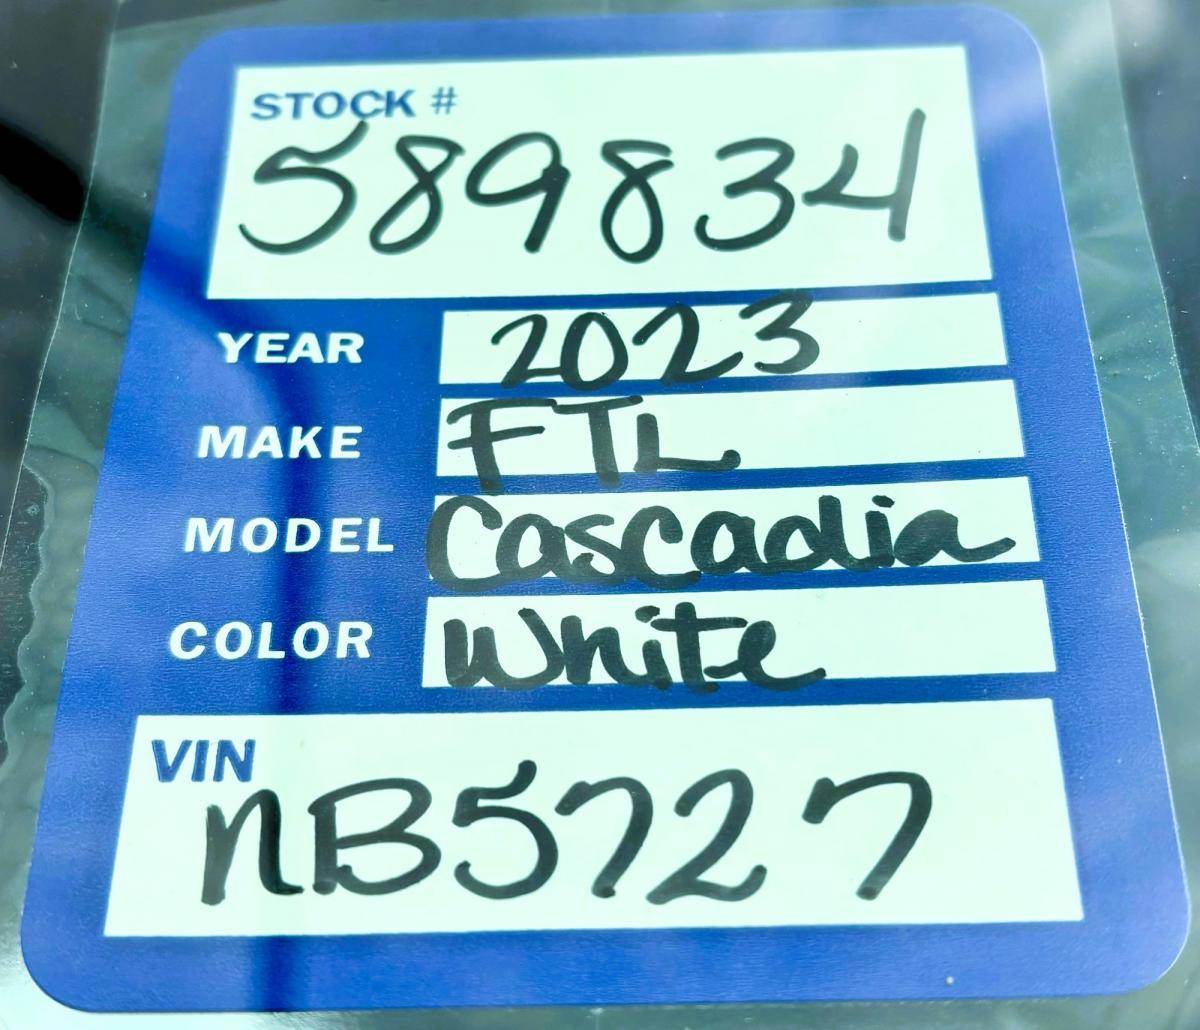 STOCK #
589834
YEAR 2023
MAKE FTL
MODEL Cascadia
COLOR White
VIN
NB5727